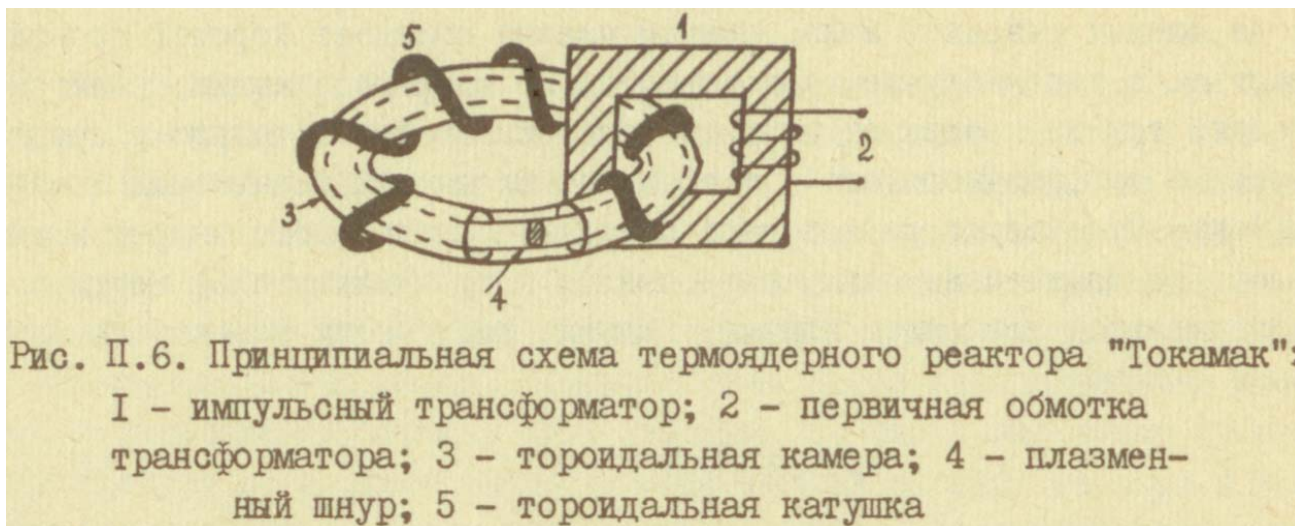 5
1
2
3
4
Рис. П.6. Принципиальная схема термоядерного реактора "Токамак":
I - импульсный трансформатор; 2 - первичная обмотка
трансформатора; 3 - тороидальная камера; 4 - плазмен-
ный шнур; 5 - тороидальная катушка